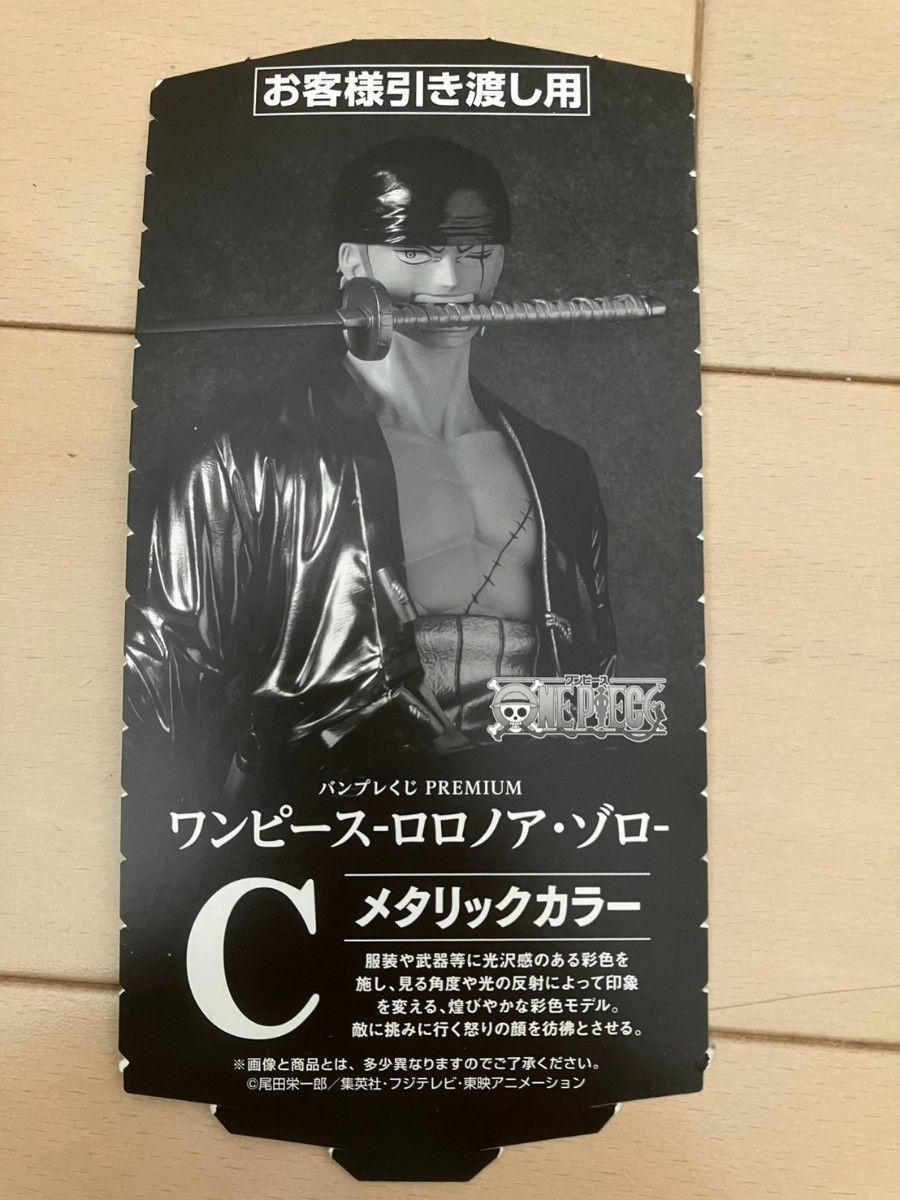 お客様引き渡し用
ワンピース
ONE PIECE
バンプレくじ PREMIUM
ワンピース-ロロノア・ゾロ-
C
メタリックカラー
服装や武器等に光沢感のある彩色を
施し、見る角度や光の反射によって印象
を変える、煌びやかな彩色モデル。
敵に挑みに行く怒りの顔を彷彿とさせる。
※画像と商品とは、多少異なりますのでご了承ください。
©尾田栄一郎／集英社・フジテレビ・東映アニメーション